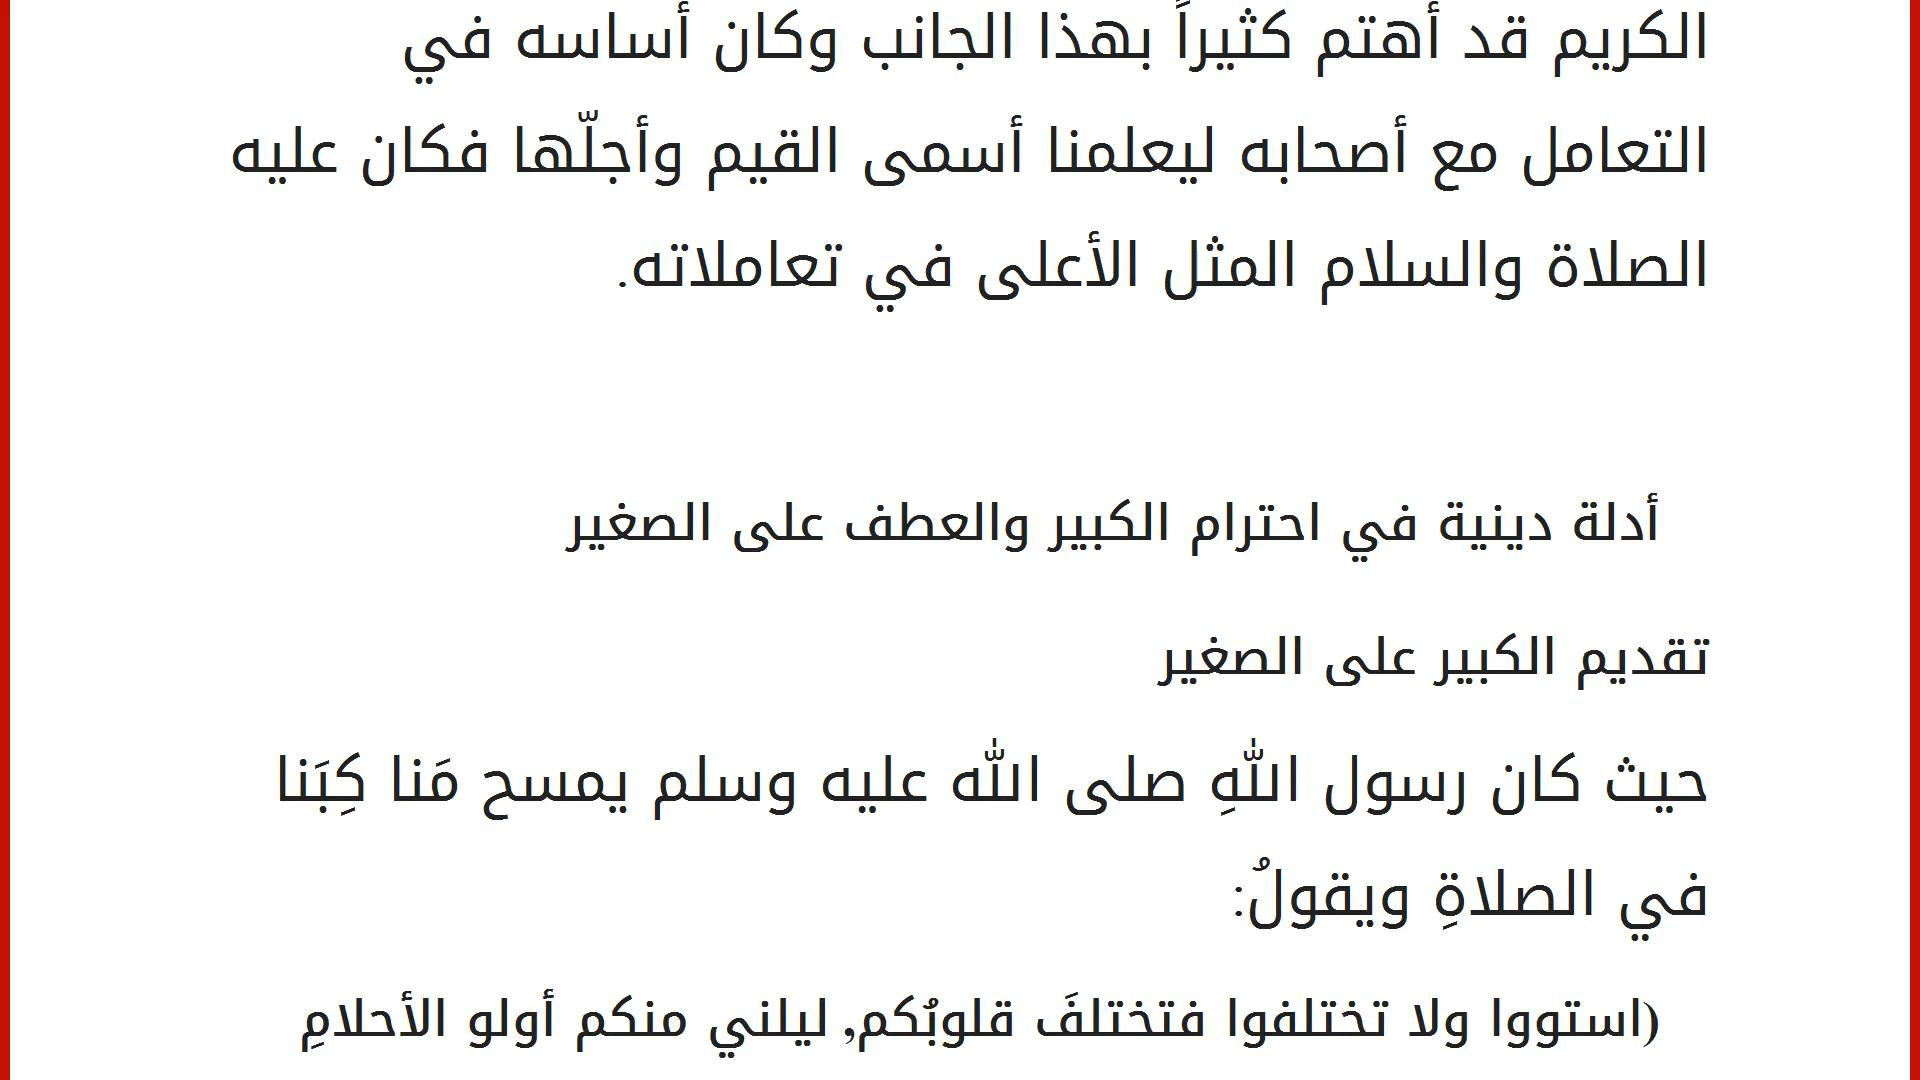 الكريم قد أهتم كثيراً بهذا الجانب وكان أساسه في
التعامل مع أصحابه ليعلمنا أسمى القيم وأجلّها فكان عليه
الصلاة والسلام المثل الأعلى في تعاملاته.
أدلة دينية في احترام الكبير والعطف على الصغير
تقديم الكبير على الصغير
حيث كان رسول اللهِ صلى الله عليه وسلم يمسح مَنا كِبَنا
في الصلاةِ ويقولُ:
(استووا ولا تختلفوا فتختلفَ قلوبُكم, ليلني منكم أولو الأحلامِ